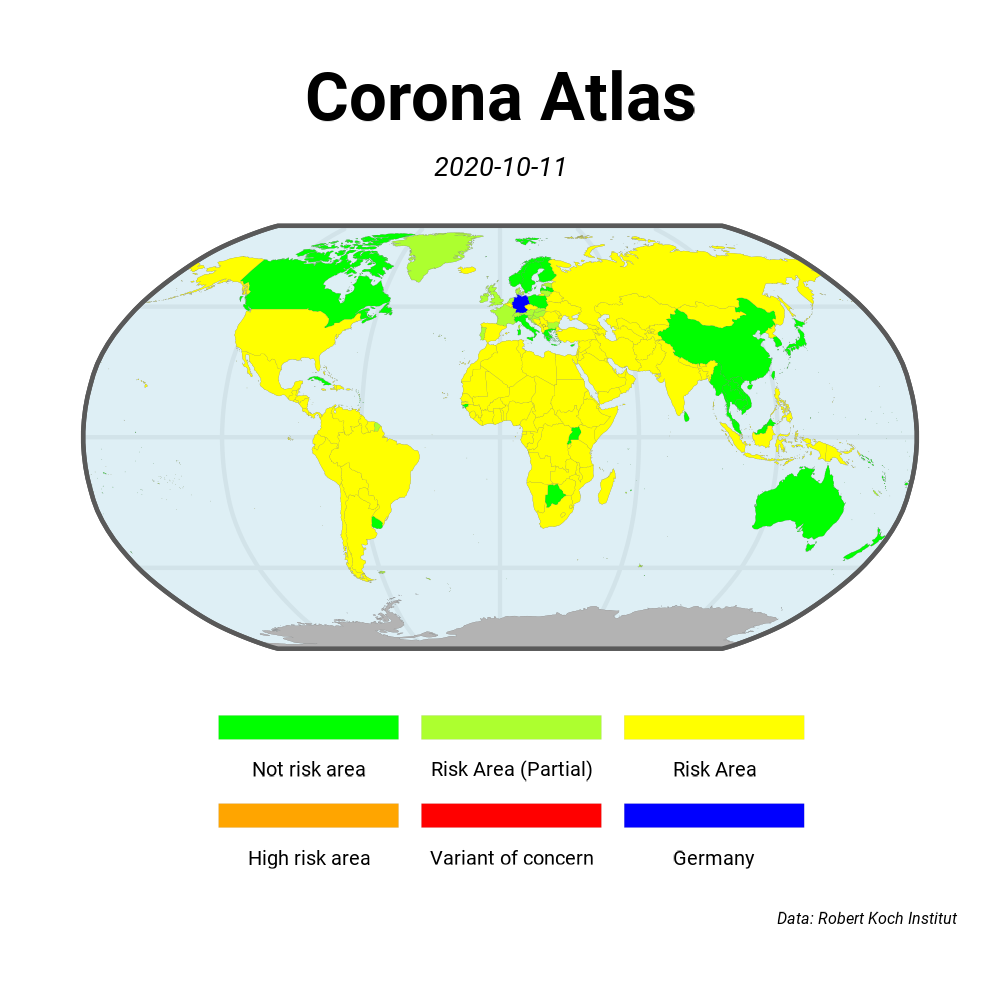 Corona Atlas
2020-10-11
Not risk area
Risk Area (Partial)
Risk Area
High risk area
Variant of concern
Germany
Data: Robert Koch Institut